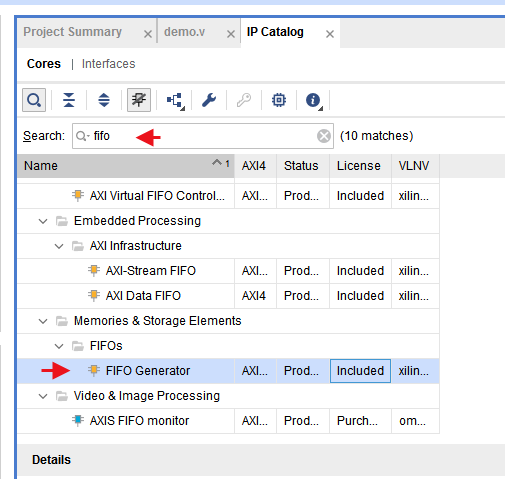 Project Summary demo.v IP Catalog
Cores | Interfaces
Search: fifo (10 matches)
Name 1 AXI4 Status License VLNV
AXI Virtual FIFO Control... AXI... Prod... Included xilin...
Embedded Processing
AXI Infrastructure
AXI-Stream FIFO AXI... Prod... Included xilin...
AXI Data FIFO AXI4 Prod... Included xilin...
Memories & Storage Elements
FIFOs
FIFO Generator AXI... Prod... Included xilin...
Video & Image Processing
AXIS FIFO monitor AXI... Prod... Purch... om...
Details